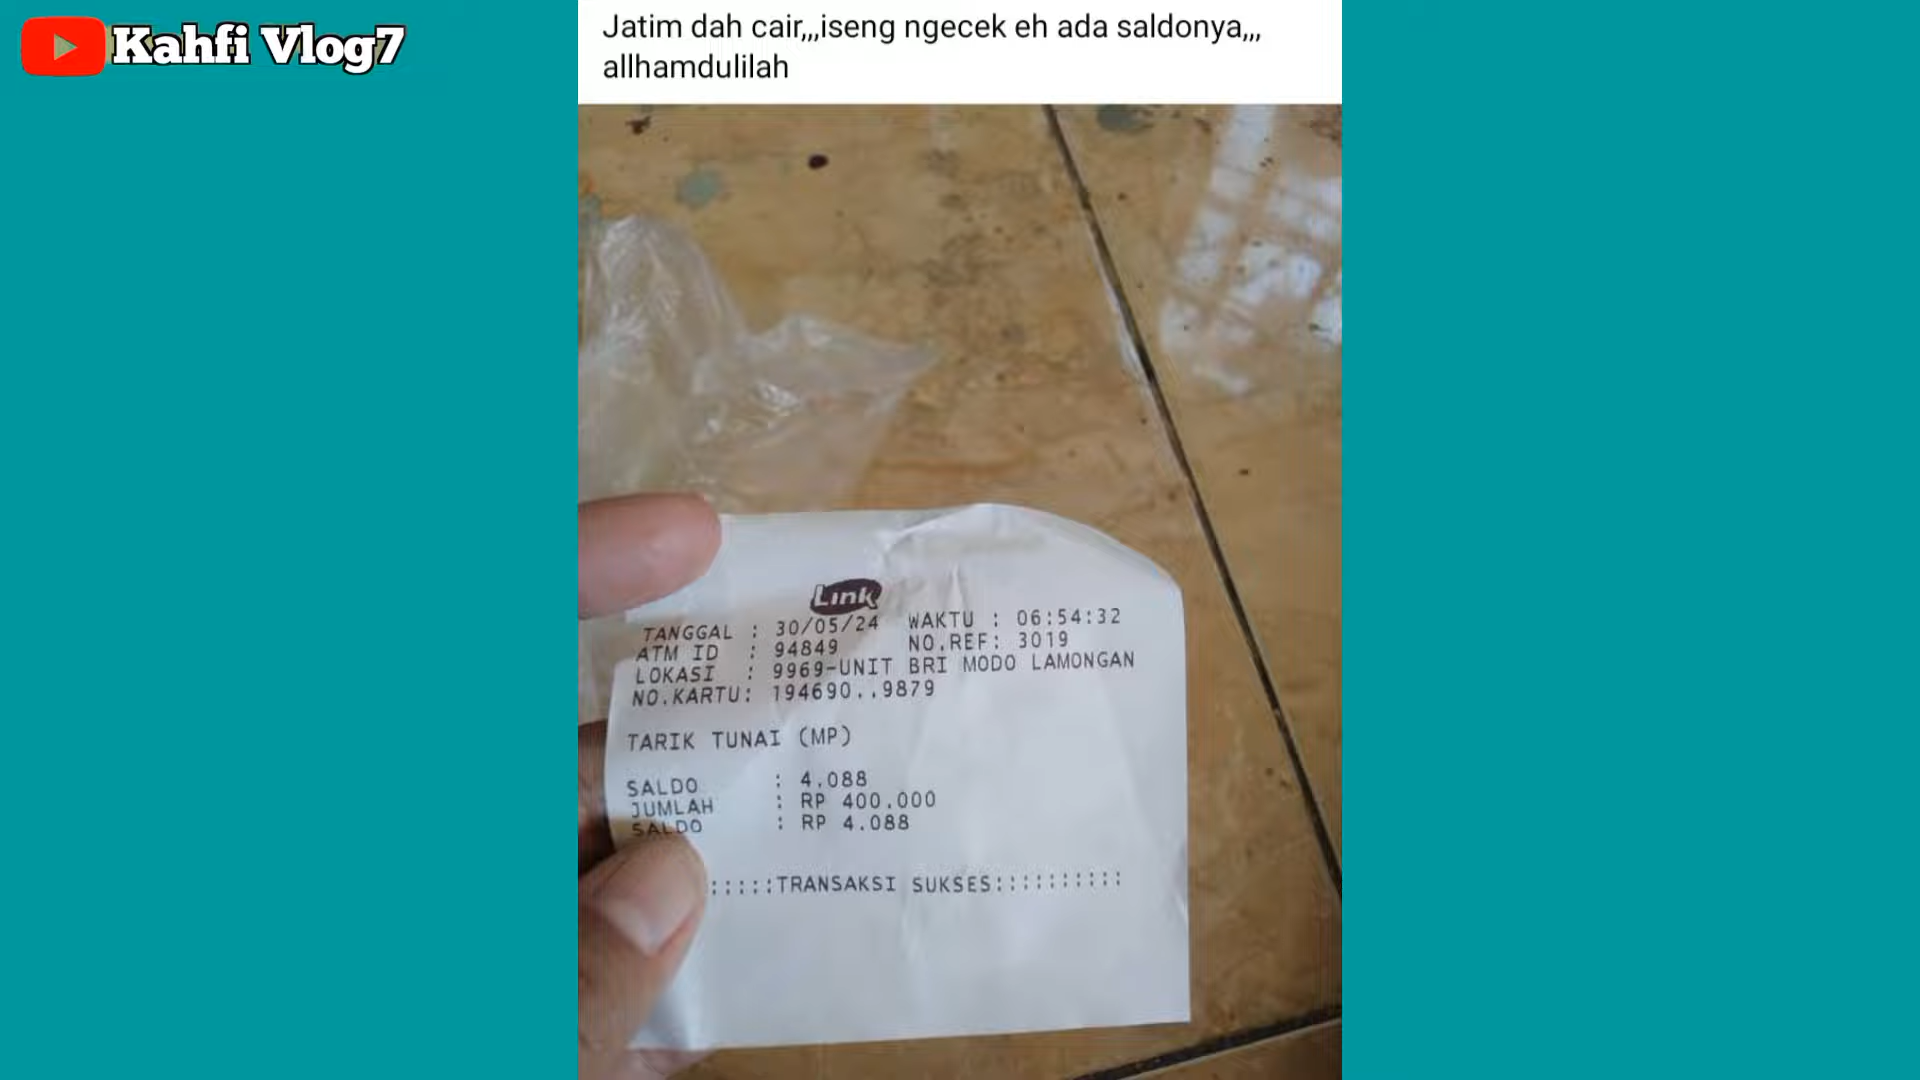 Kahfi Vlog7
Jatim dah cair,,,iseng ngecek eh ada saldonya,,,
allhamdulilah
Link
TANGGAL : 30/05/24 WAKTU : 06:54:32
ATM ID : 94849 NO.REF: 3019
LOKASI : 9969-UNIT BRI MODO LAMONGAN
NO.KARTU: 194690..9879
TARIK TUNAI (MP)
SALDO : 4.088
JUMLAH : RP 400.000
SALDO : RP 4.088
:::::TRANSAKSI SUKSES::::::::::